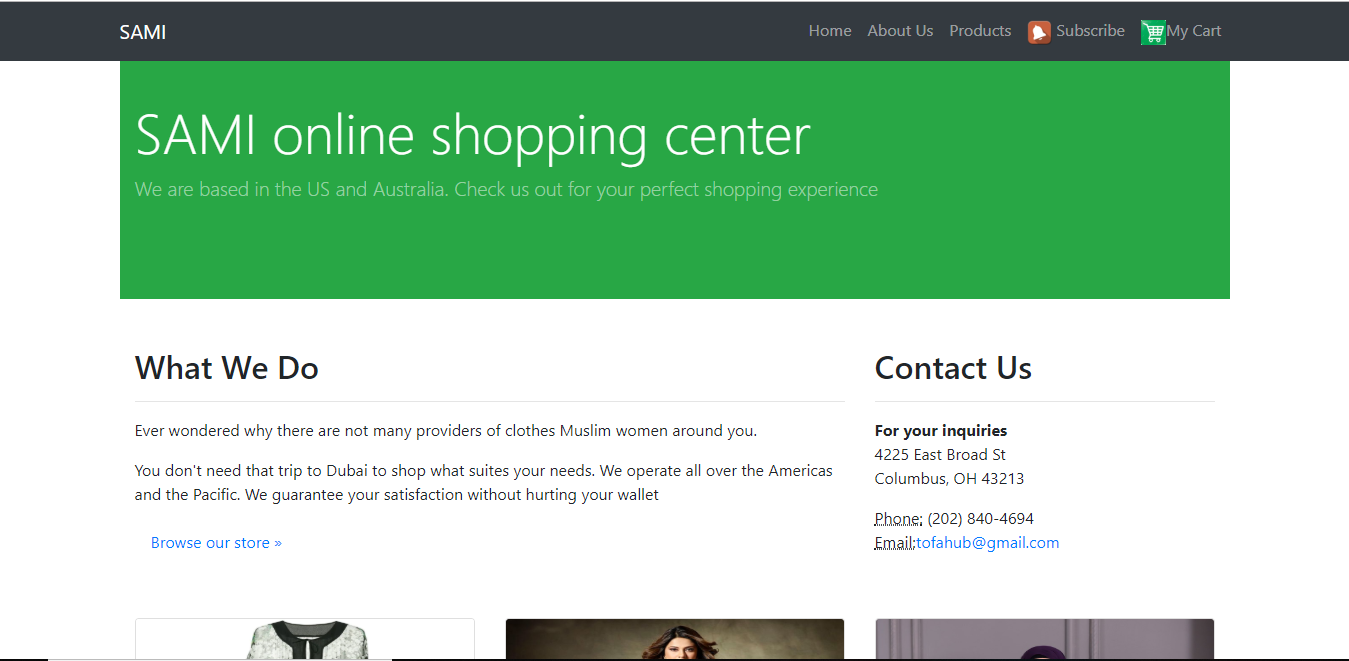 SAMI
Home About Us Products Subscribe My Cart
SAMI online shopping center
We are based in the US and Australia. Check us out for your perfect shopping experience
What We Do
Ever wondered why there are not many providers of clothes Muslim women around you.
You don't need that trip to Dubai to shop what suites your needs. We operate all over the Americas
and the Pacific. We guarantee your satisfaction without hurting your wallet
Browse our store »
Contact Us
For your inquiries
4225 East Broad St
Columbus, OH 43213
Phone: (202) 840-4694
Email:tofahub@gmail.com